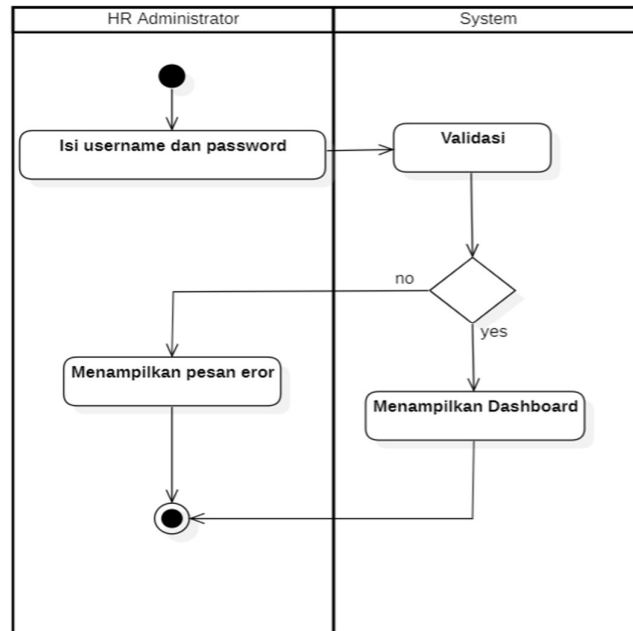 HR Administrator
System
Isi username dan password
Validasi
no
yes
Menampilkan pesan eror
Menampilkan Dashboard